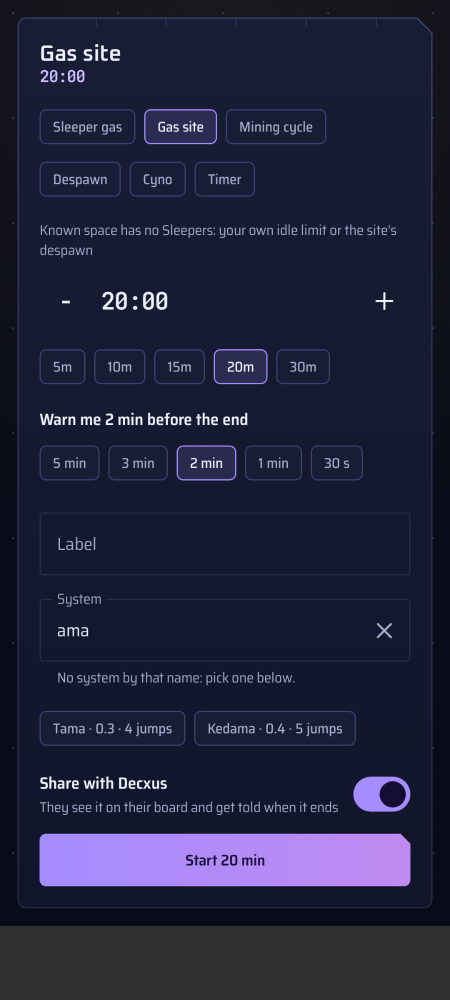 Gas site
20:00
Sleeper gas Gas site Mining cycle
Despawn Cyno Timer
Known space has no Sleepers: your own idle limit or the site's
despawn
- 20:00 +
5m 10m 15m 20m 30m
Warn me 2 min before the end
5 min 3 min 2 min 1 min 30 s
Label
System
ama
No system by that name: pick one below.
Tama · 0.3 · 4 jumps Kedama · 0.4 · 5 jumps
Share with Decxus
They see it on their board and get told when it ends
Start 20 min